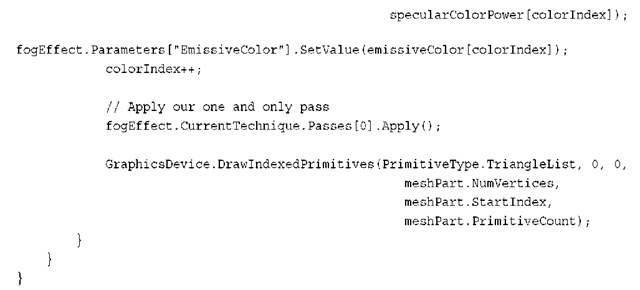 specularColorPower[colorIndex]);
fogEffect.Parameters["EmissiveColor"].SetValue(emissiveColor[colorIndex]);
colorIndex++;
// Apply our one and only pass
fogEffect.CurrentTechnique.Passes[0].Apply();
GraphicsDevice.DrawIndexedPrimitives(PrimitiveType.TriangleList, 0, 0,
meshPart.NumVertices,
meshPart.StartIndex,
meshPart.PrimitiveCount);
}
}
}